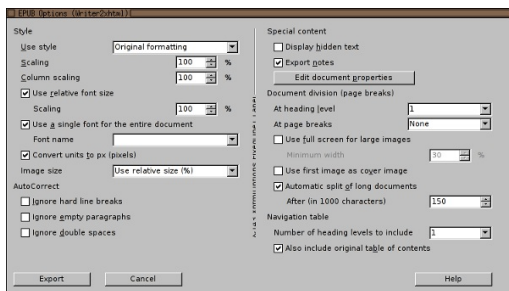 EPUB Options (Writer2xhtml)
Style
Use style Original formatting
Scaling 100 %
Column scaling 100 %
Use relative font size
Scaling 100 %
Use a single font for the entire document
Font name
Convert units to px (pixels)
Image size Use relative size (%)
AutoCorrect
Ignore hard line breaks
Ignore empty paragraphs
Ignore double spaces
Special content
Display hidden text
Export notes
Edit document properties
Document division (page breaks)
At heading level 1
At page breaks None
Use full screen for large images
Minimum width 30 %
Use first image as cover image
Automatic split of long documents
After (in 1000 characters) 150
Navigation table
Number of heading levels to include 1
Also include original table of contents
Export Cancel Help